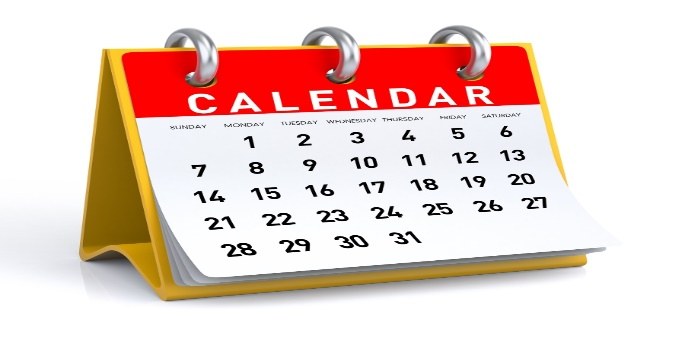 CALENDAR
SUNDAY MONDAY TUESDAY WEDNESDAY THURSDAY FRIDAY SATURDAY
1 2 3 4 5 6
7 8 9 10 11 12 13
14 15 16 17 18 19 20
21 22 23 24 25 26 27
28 29 30 31